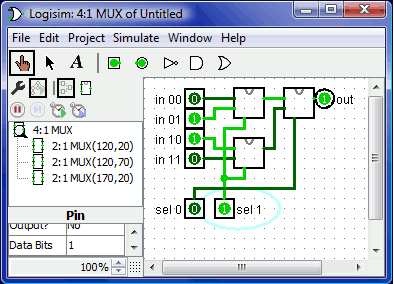 Logisim: 4:1 MUX of Untitled
File Edit Project Simulate Window Help
A
4:1 MUX
2:1 MUX(120,20)
2:1 MUX(120,70)
2:1 MUX(170,20)
Pin
Output? No
Data Bits 1
100%
in 00 0
in 01 1
in 10 1
in 11 0
1 out
sel 0 0
1 sel 1